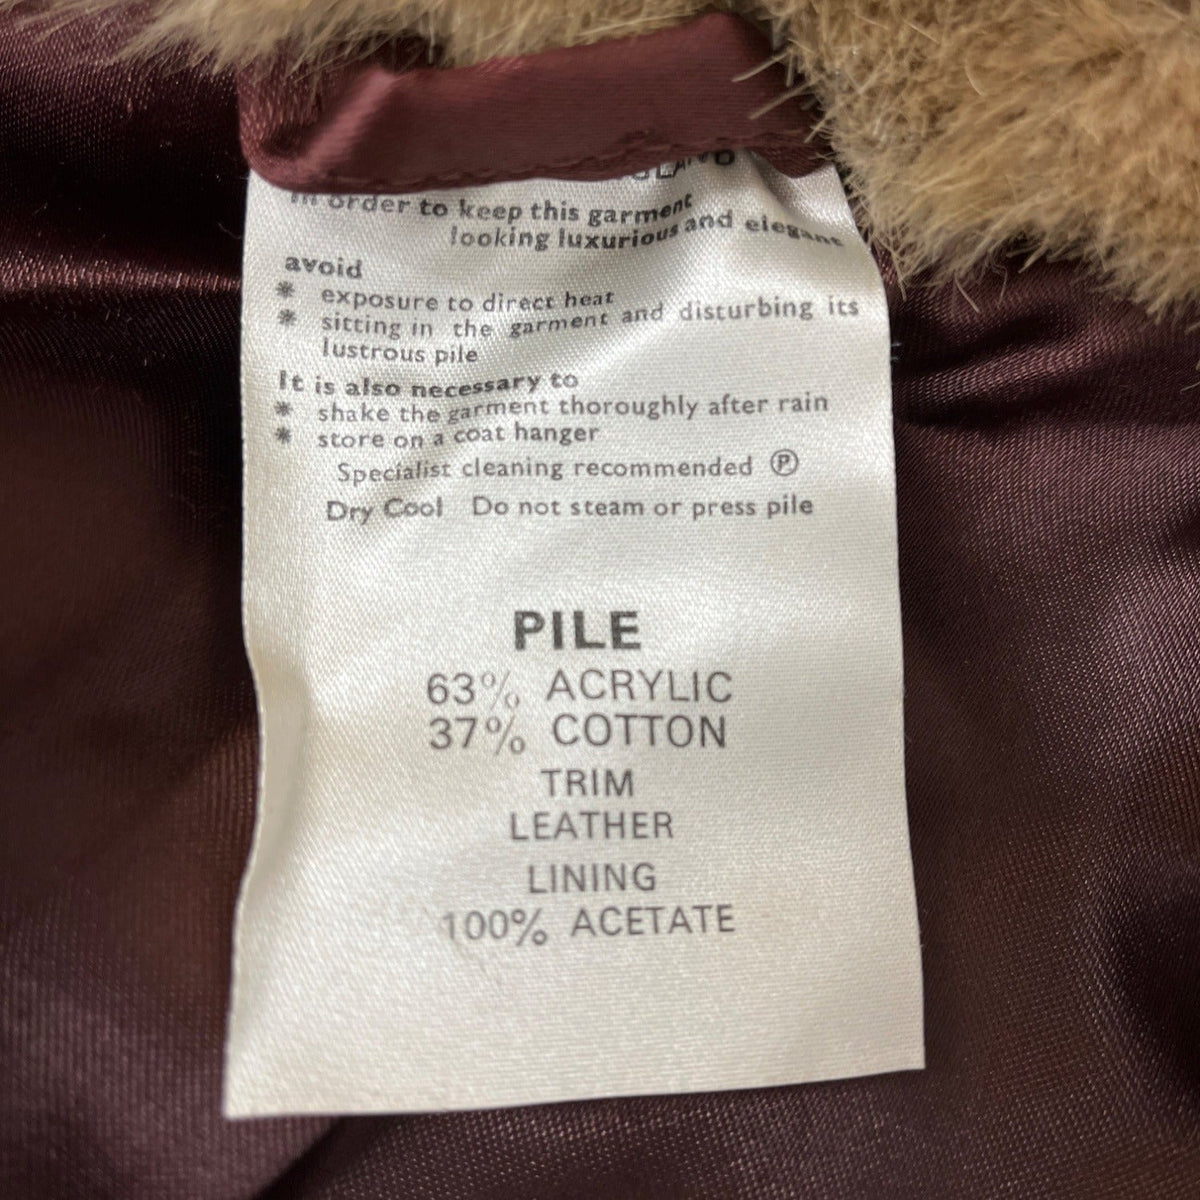 in order to keep this garment
looking luxurious and elegant
avoid
* exposure to direct heat
* sitting in the garment and disturbing its
lustrous pile
It is also necessary to
* shake the garment thoroughly after rain
* store on a coat hanger
Specialist cleaning recommended Ⓟ
Dry Cool Do not steam or press pile
PILE
63% ACRYLIC
37% COTTON
TRIM
LEATHER
LINING
100% ACETATE